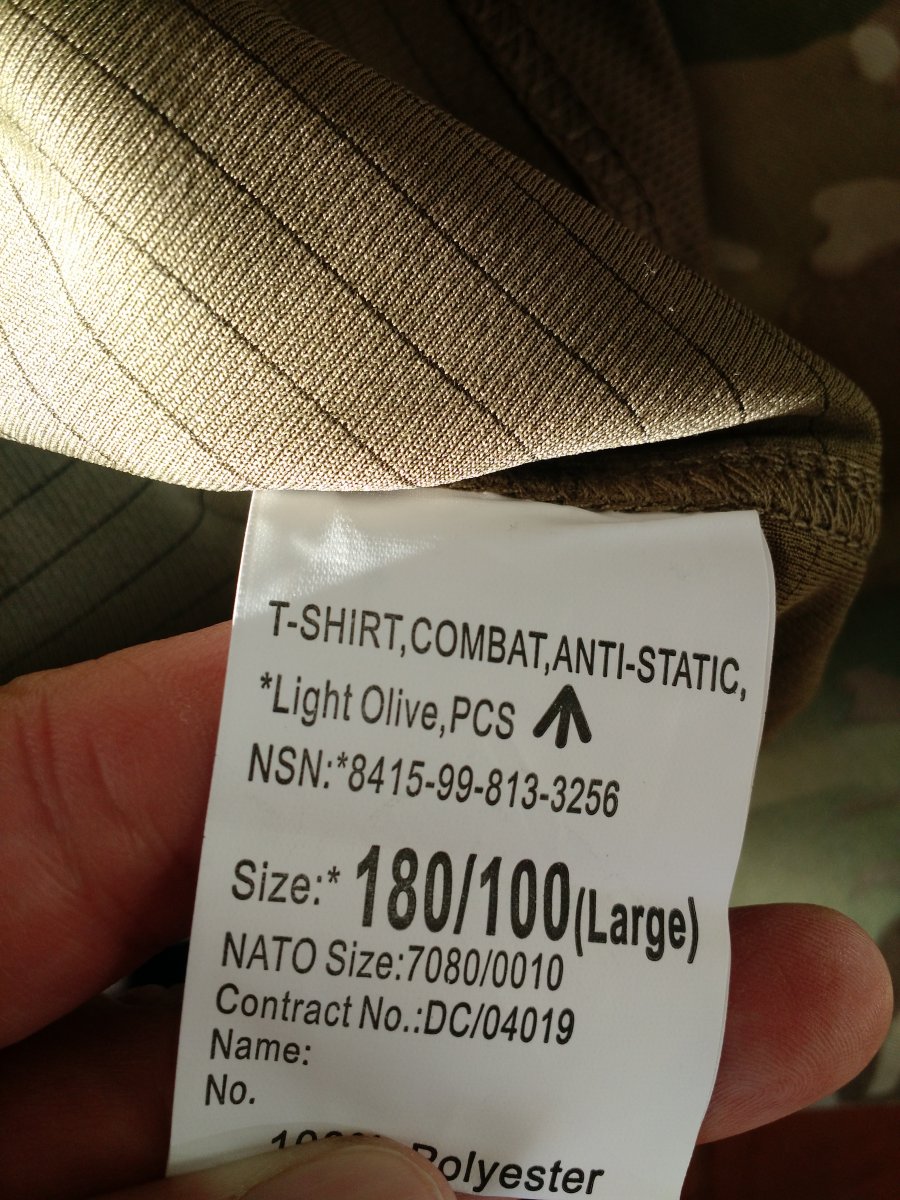 T-SHIRT,COMBAT,ANTI-STATIC,
*Light Olive,PCS
NSN:*8415-99-813-3256
Size:* 180/100(Large)
NATO Size:7080/0010
Contract No.:DC/04019
Name:
No.
Polyester